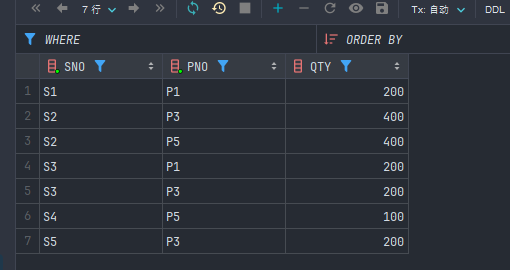 7 行 Tx: 自动 DDL
WHERE ORDER BY
SNO PNO QTY
1 S1 P1 200
2 S2 P3 400
3 S2 P5 400
4 S3 P1 200
5 S3 P3 200
6 S4 P5 100
7 S5 P3 200